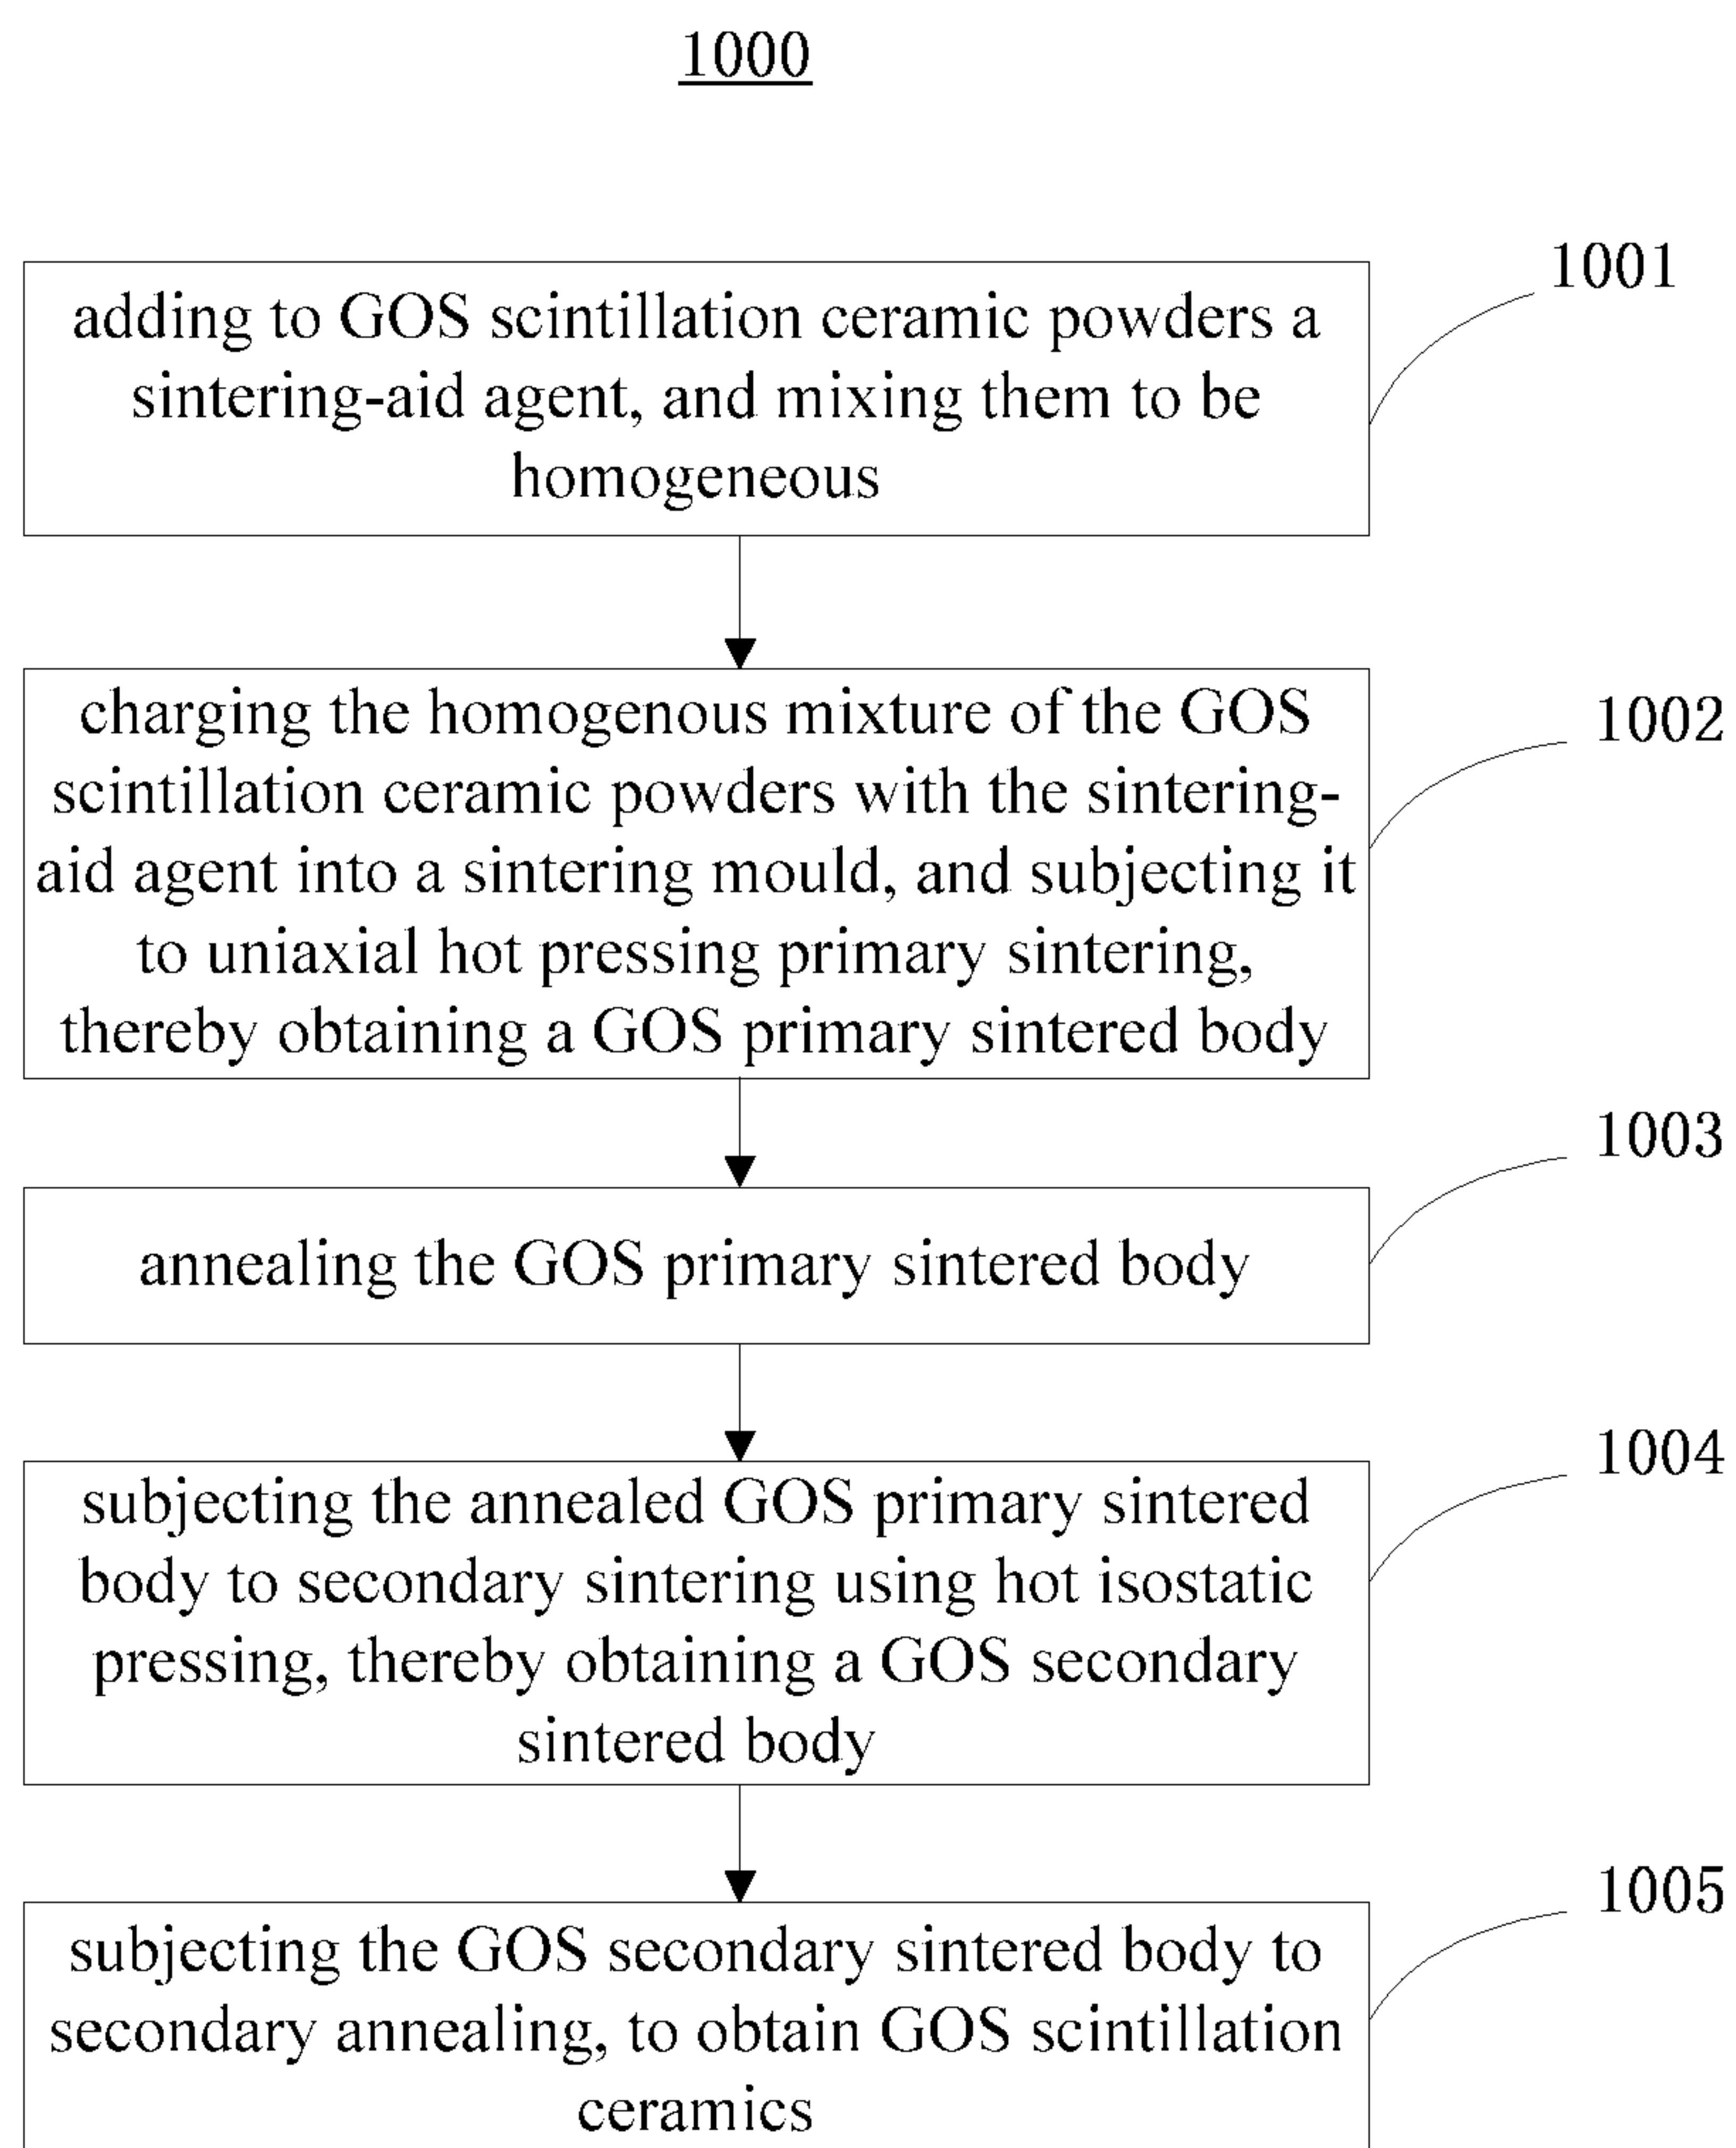 1000
1001
adding to GOS scintillation ceramic powders a
sintering-aid agent, and mixing them to be
homogeneous
1002
charging the homogenous mixture of the GOS
scintillation ceramic powders with the sintering-
aid agent into a sintering mould, and subjecting it
to uniaxial hot pressing primary sintering,
thereby obtaining a GOS primary sintered body
1003
annealing the GOS primary sintered body
1004
subjecting the annealed GOS primary sintered
body to secondary sintering using hot isostatic
pressing, thereby obtaining a GOS secondary
sintered body
1005
subjecting the GOS secondary sintered body to
secondary annealing, to obtain GOS scintillation
ceramics